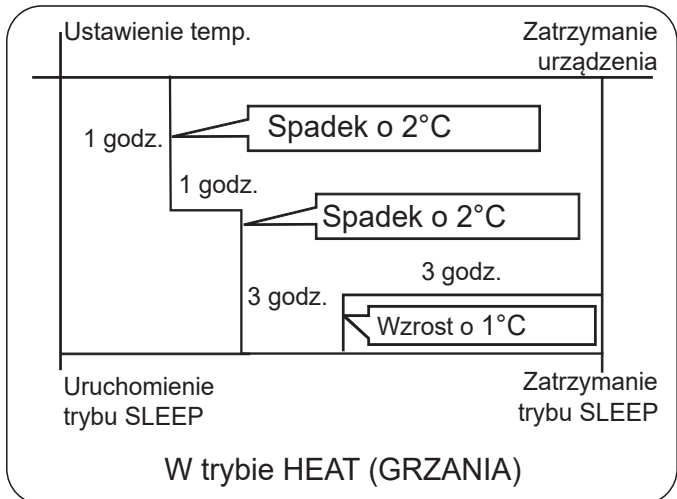 Ustawienie temp.
Zatrzymanie
urządzenia
1 godz.
Spadek o 2°C
1 godz.
Spadek o 2°C
3 godz.
3 godz.
Wzrost o 1°C
Uruchomienie
trybu SLEEP
Zatrzymanie
trybu SLEEP
W trybie HEAT (GRZANIA)